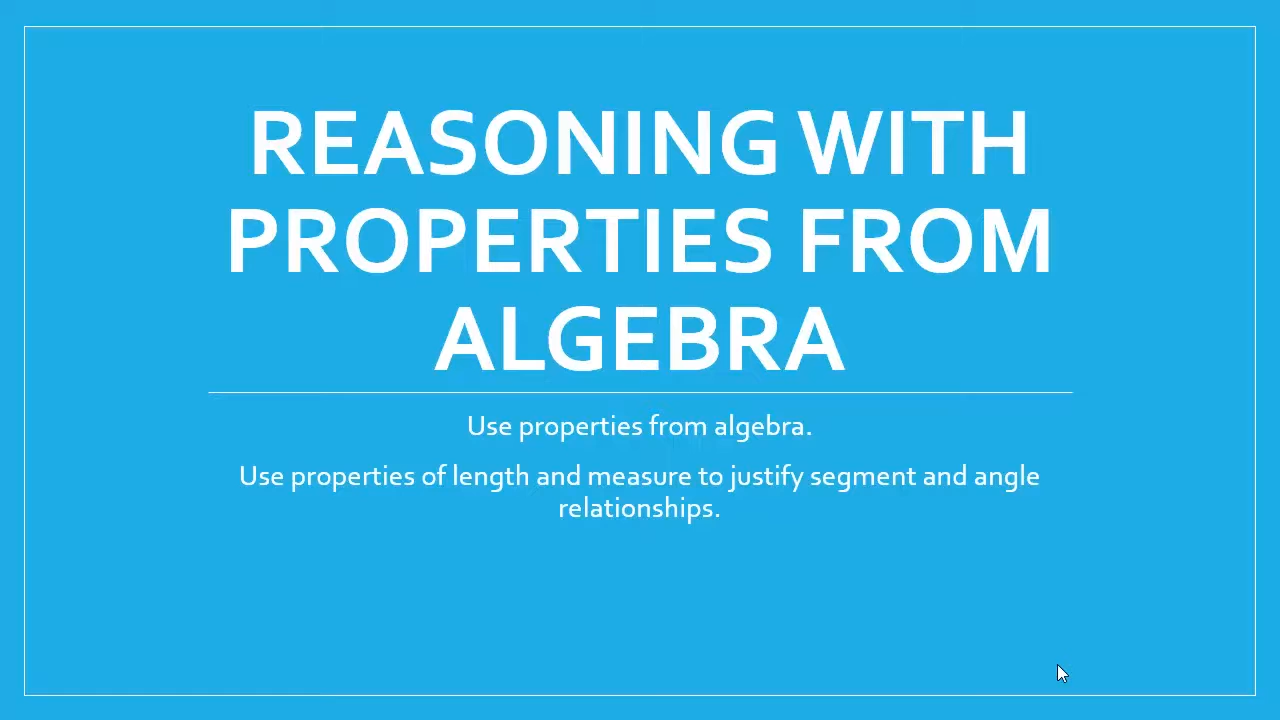 REASONING WITH
PROPERTIES FROM
ALGEBRA
Use properties from algebra.
Use properties of length and measure to justify segment and angle
relationships.